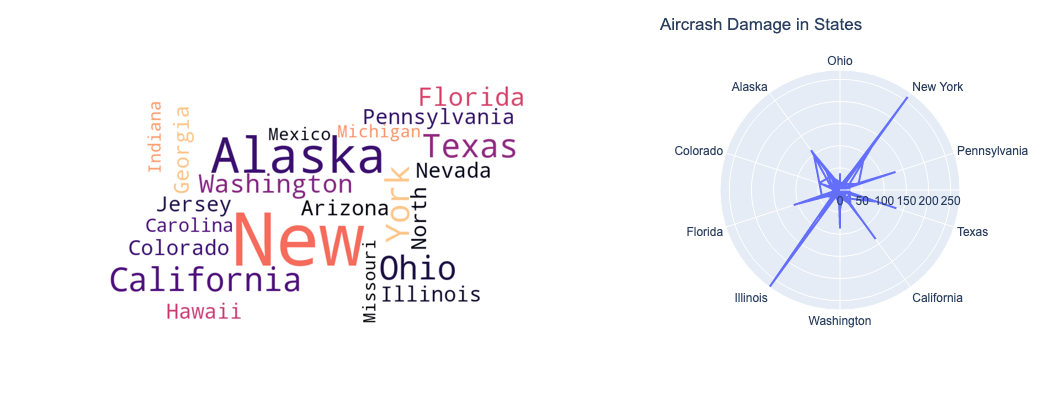 Florida
Pennsylvania
Mexico
Michigan
Indiana
Georgia
Alaska
Texas
Washington
Nevada
Jersey
Arizona
York
North
Carolina
New
Colorado
Missouri
Ohio
California
Illinois
Hawaii
Aircrash Damage in States
Ohio
Alaska
New York
Colorado
Pennsylvania
0 50 100 150 200 250
Florida
Texas
Illinois
California
Washington